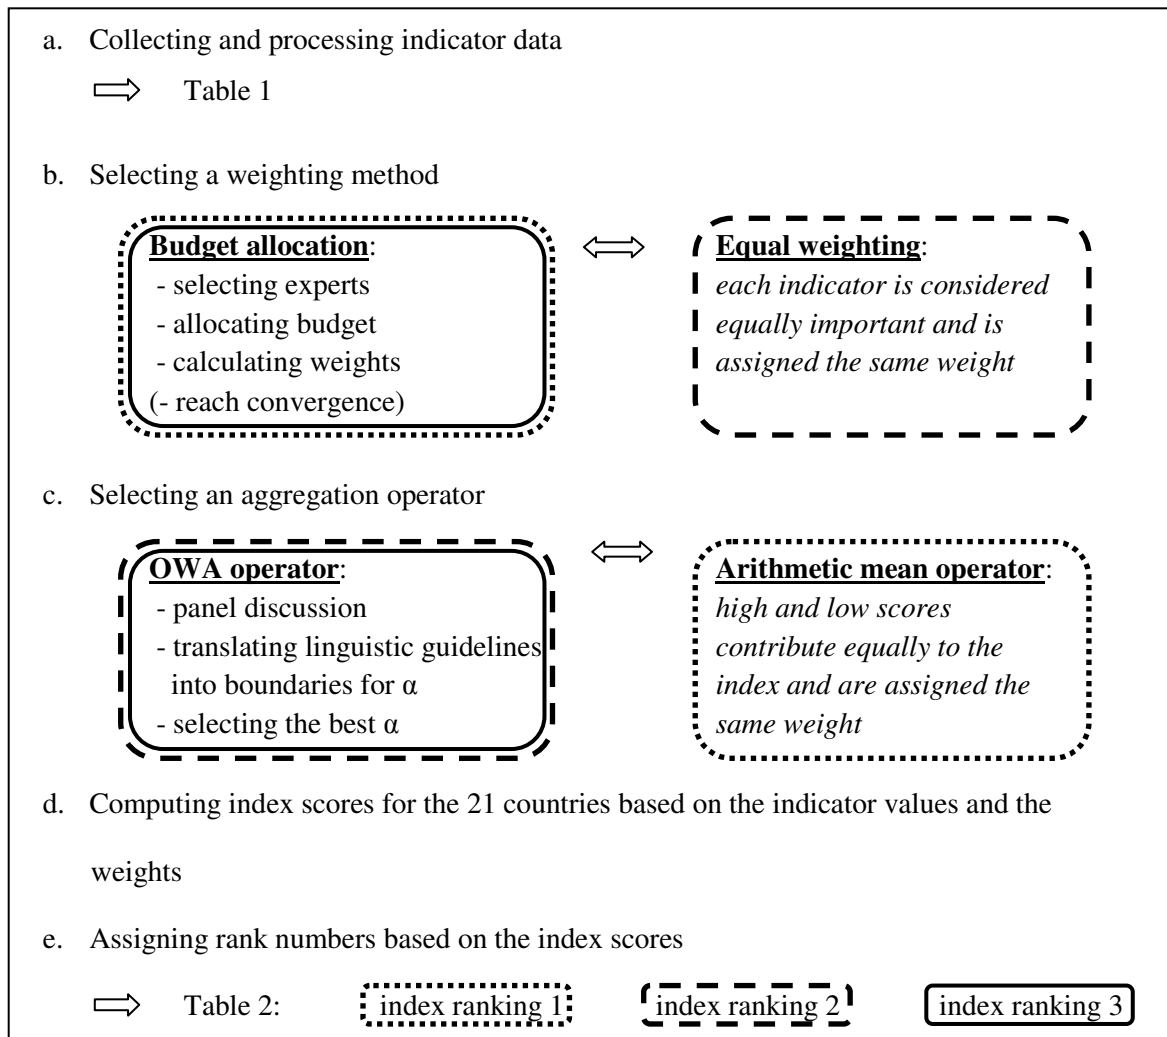 a. Collecting and processing indicator data
Table 1
b. Selecting a weighting method
Budget allocation:
- selecting experts
- allocating budget
- calculating weights
(- reach convergence)
Equal weighting:
each indicator is considered
equally important and is
assigned the same weight
c. Selecting an aggregation operator
OWA operator:
- panel discussion
- translating linguistic guidelines
into boundaries for α
- selecting the best α
Arithmetic mean operator:
high and low scores
contribute equally to the
index and are assigned the
same weight
d. Computing index scores for the 21 countries based on the indicator values and the
weights
e. Assigning rank numbers based on the index scores
Table 2: index ranking 1 index ranking 2 index ranking 3